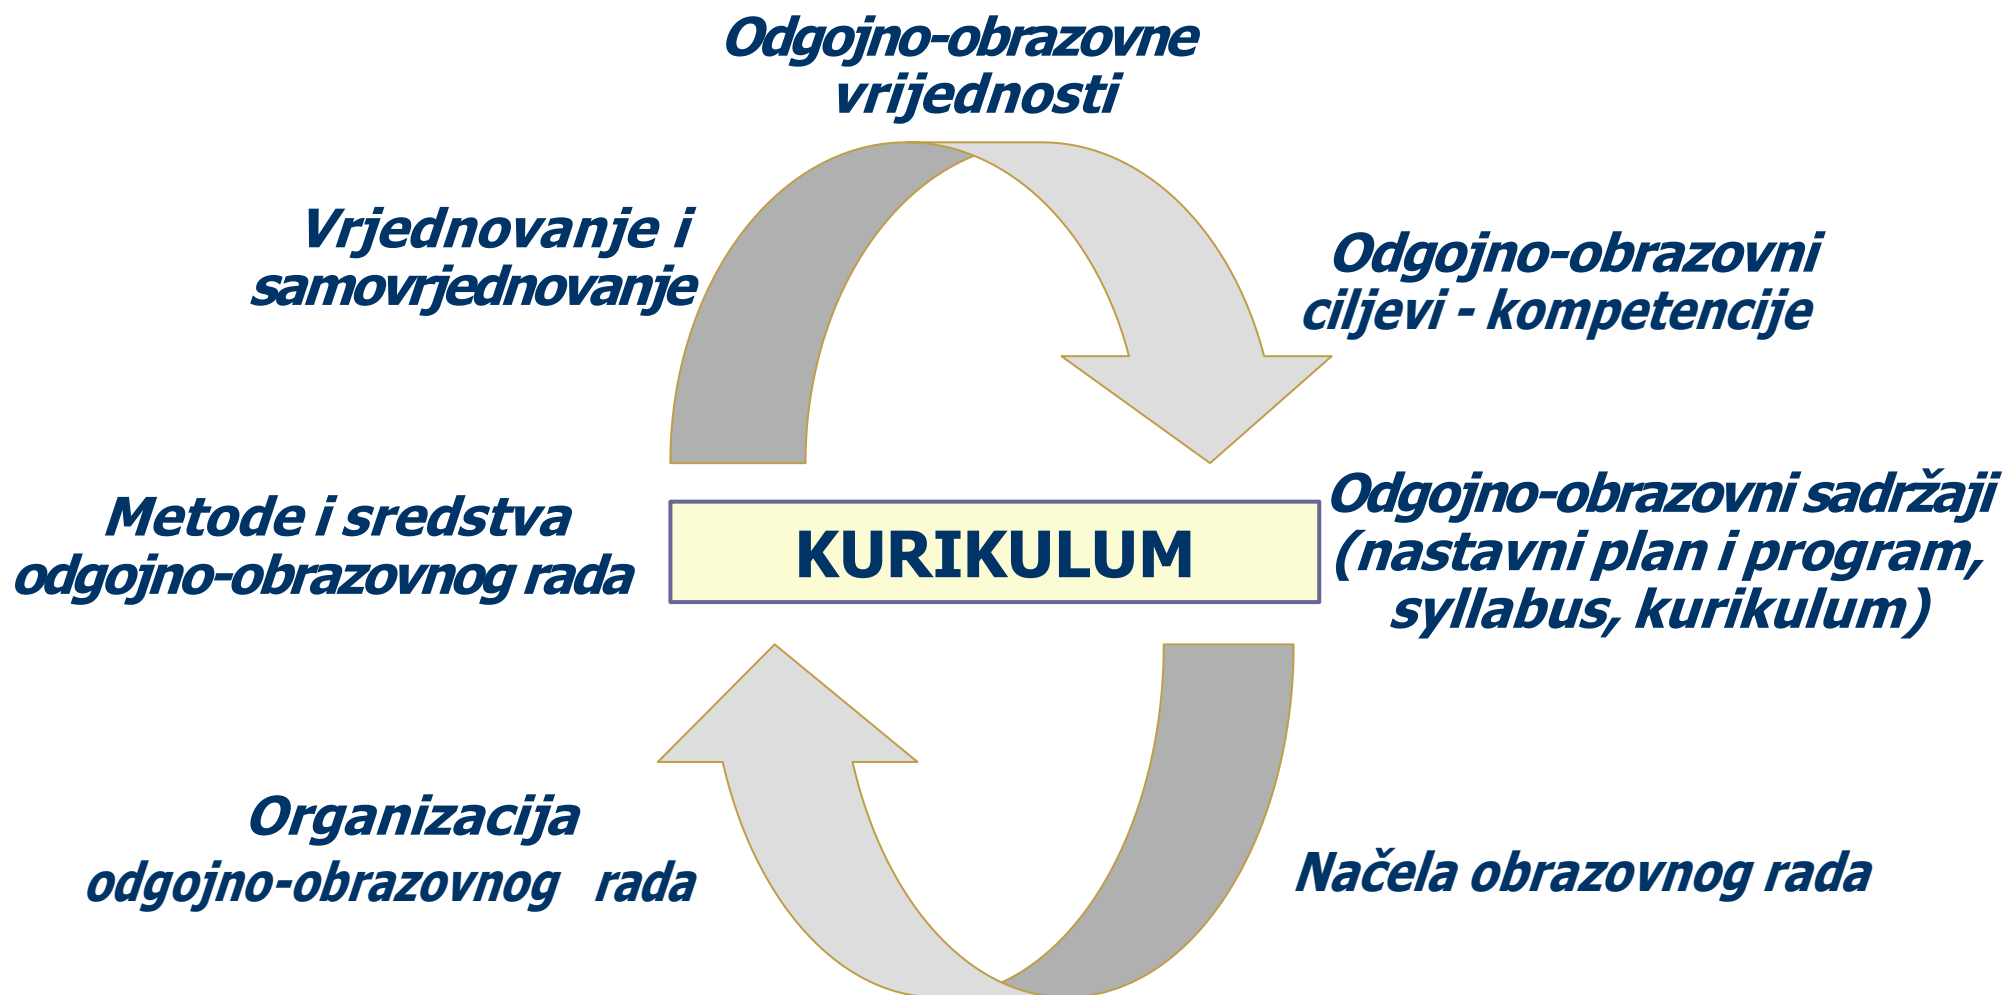 Odgojno-obrazovne
vrijednosti
Vrjednovanje i
samovrjednovanje
Odgojno-obrazovni
ciljevi - kompetencije
Metode i sredstva
odgojno-obrazovnog rada
KURIKULUM
Odgojno-obrazovni sadržaji
(nastavni plan i program,
syllabus, kurikulum)
Organizacija
odgojno-obrazovnog rada
Načela obrazovnog rada